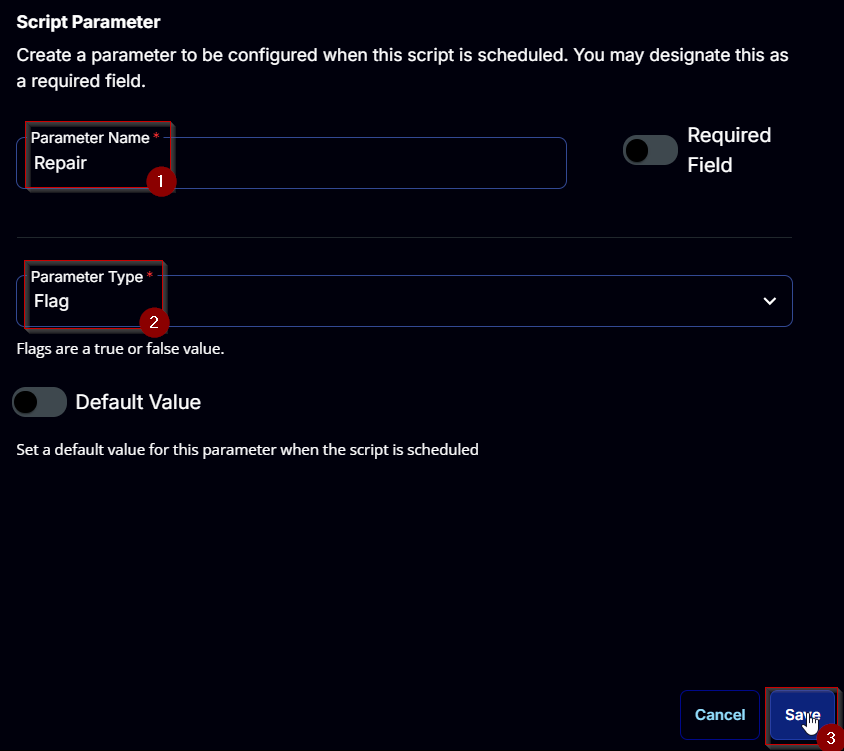 Script Parameter
Create a parameter to be configured when this script is scheduled. You may designate this as
a required field.
Parameter Name *
Repair
1
Required
Field
Parameter Type *
Flag
2
Flags are a true or false value.
Default Value
Set a default value for this parameter when the script is scheduled
Cancel
Save
3